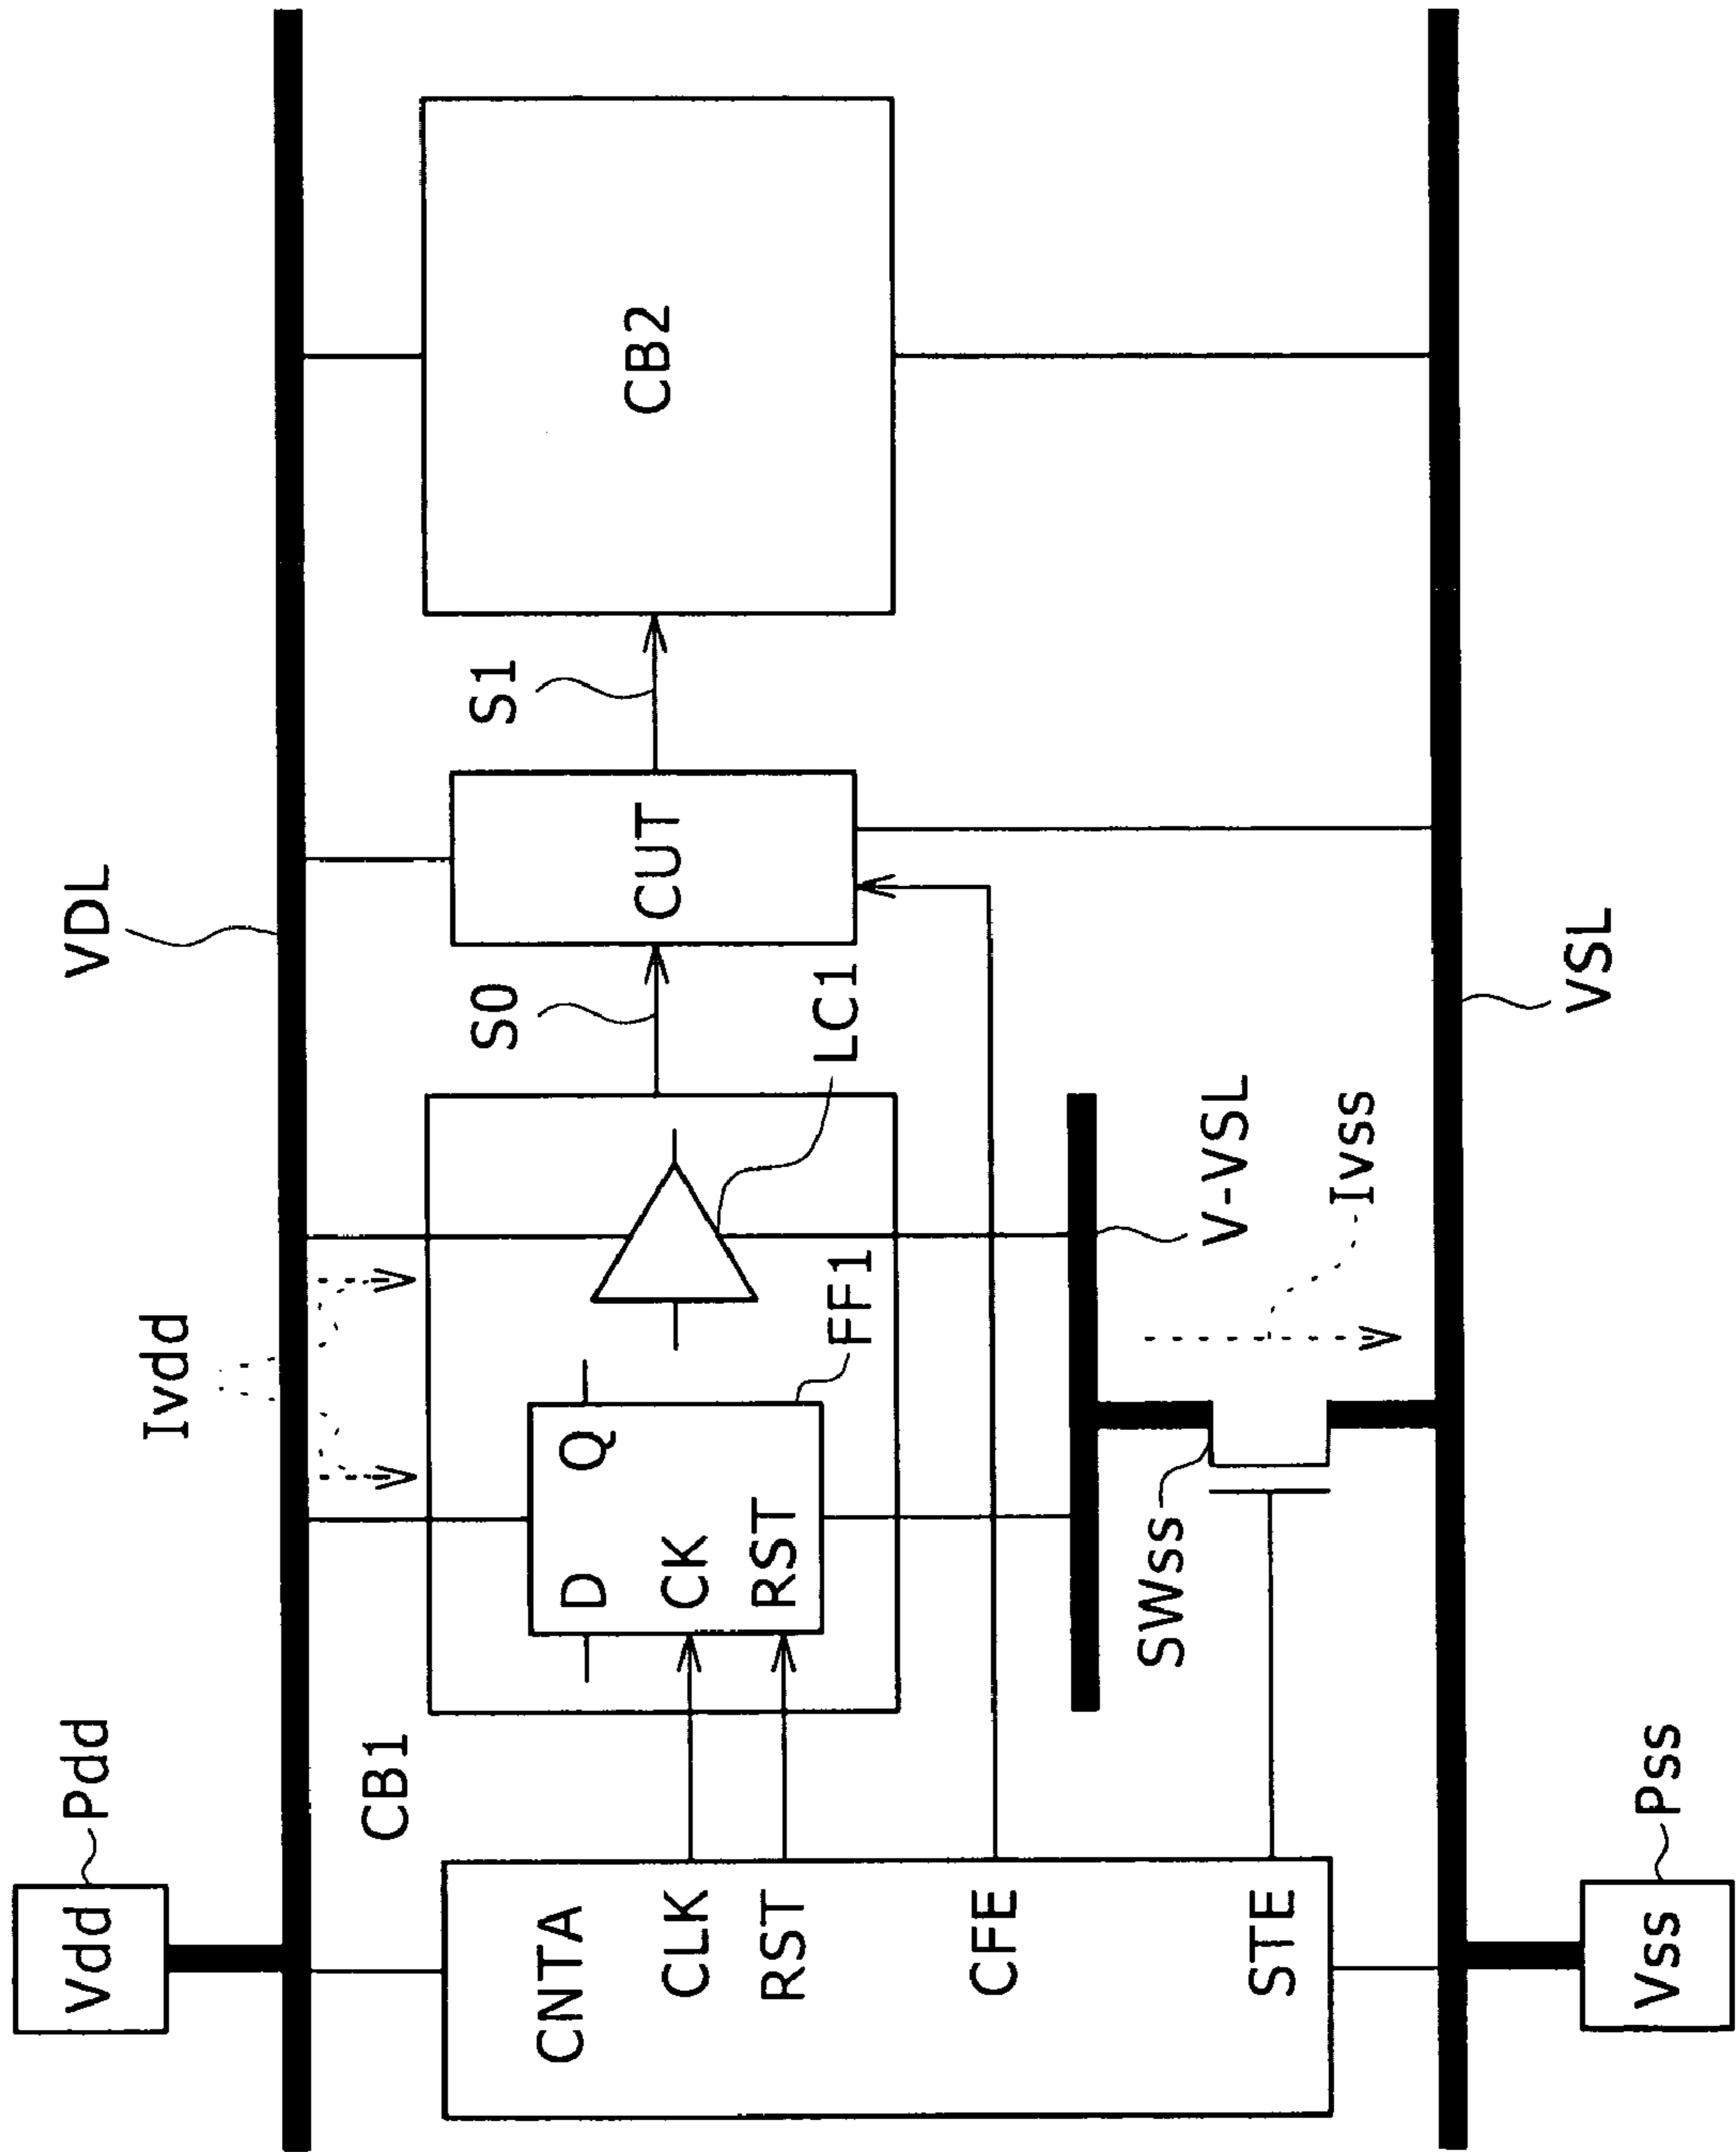 Vdd
Pdd
VDL
Ivdd
CB1
CNTA
CLK
RST
CFE
STE
D
Q
CK
RST
FF1
LC1
S0
CUT
S1
CB2
V-VSL
SWss
Ivss
VSL
Vss
Pss